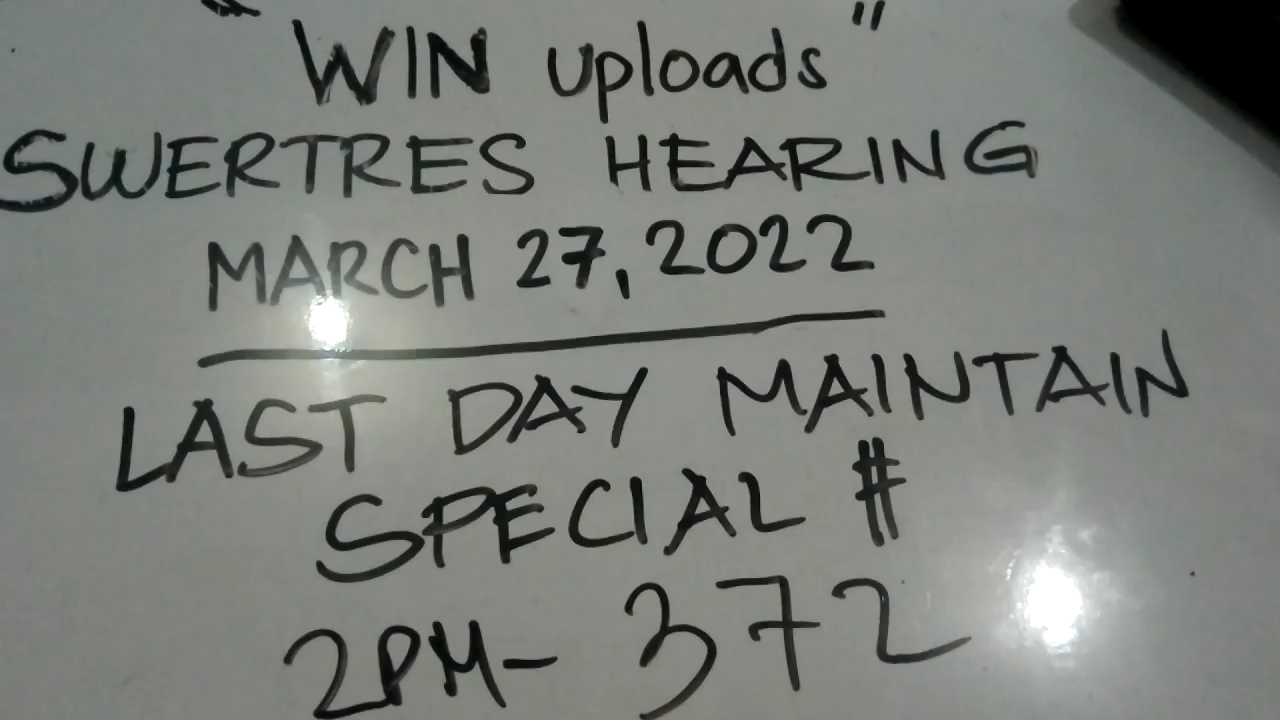 "WIN uploads"
SWERTRES HEARING
MARCH 27, 2022
LAST DAY MAINTAIN
SPECIAL #
2PM- 372